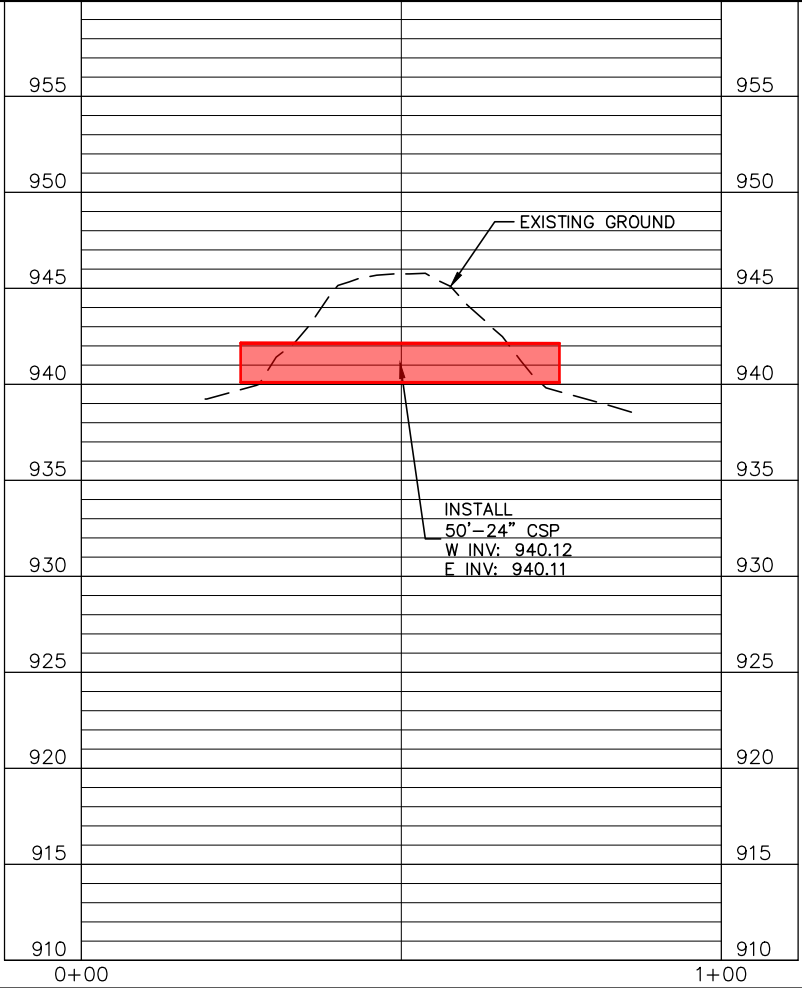 955 955
950 950
EXISTING GROUND
945 945
940 940
935 935
INSTALL
50'-24" CSP
W INV: 940.12
E INV: 940.11
930 930
925 925
920 920
915 915
910 910
0+00 1+00